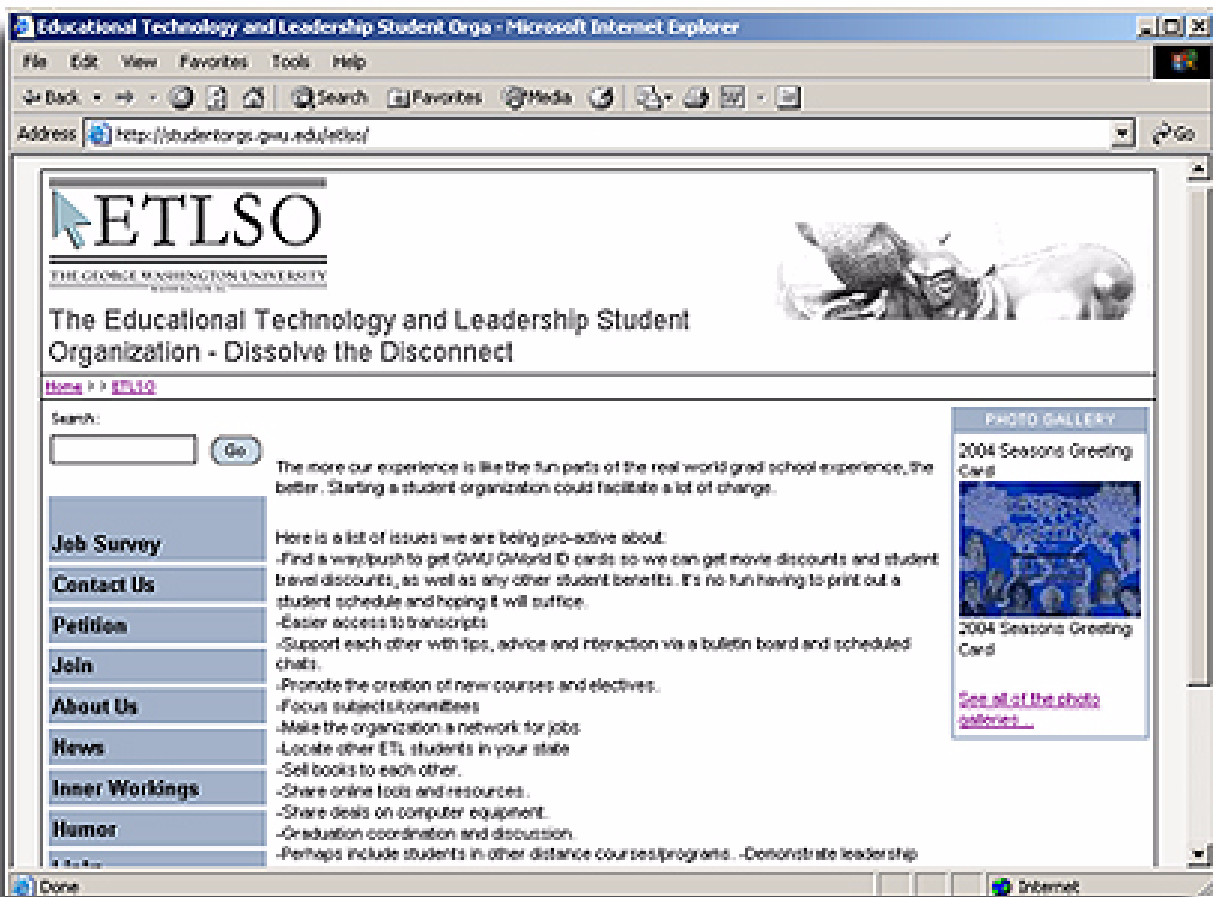 Educational Technology and Leadership Student Orga - Microsoft Internet Explorer
File Edit View Favorites Tools Help
Back Search Favorites Media
Address http://studentorgs.gwu.edu/etlso/ Go
ETLSO
THE GEORGE WASHINGTON UNIVERSITY
The Educational Technology and Leadership Student
Organization - Dissolve the Disconnect
Home > > ETLSO
Search:
Go
Job Survey
Contact Us
Petition
Join
About Us
News
Inner Workings
Humor
Links
The more our experience is like the fun parts of the real world grad school experience, the
better. Starting a student organization could facilitate a lot of change.
Here is a list of issues we are being pro-active about:
-Find a way/push to get GWU GWorld ID cards so we can get movie discounts and student
travel discounts, as well as any other student benefits. It's no fun having to print out a
student schedule and hoping it will suffice.
-Easier access to transcripts
-Support each other with tips, advice and interaction via a bulletin board and scheduled
chats.
-Promote the creation of new courses and electives.
-Focus subjects/committees
-Make the organization a network for jobs
-Locate other ETL students in your state
-Sell books to each other.
-Share online tools and resources.
-Share deals on computer equipment.
-Graduation coordination and discussion.
-Perhaps include students in other distance courses/programs. -Demonstrate leadership
PHOTO GALLERY
2004 Seasons Greeting
Card
2004 Seasons Greeting
Card
See all of the photo
galleries ...
Done Internet